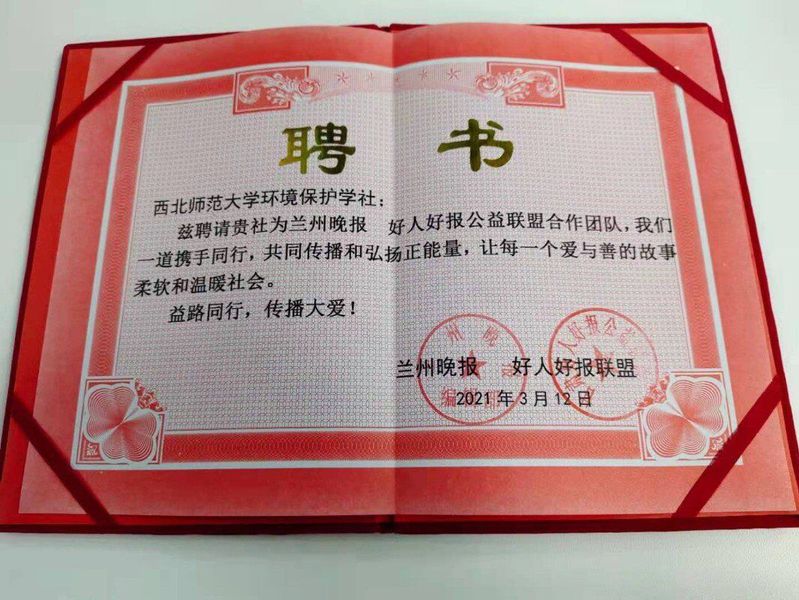 聘 书
西北师范大学环境保护学社：
兹聘请贵社为兰州晚报 好人好报公益联盟合作团队，我们
一道携手同行，共同传播和弘扬正能量，让每一个爱与善的故事
柔软和温暖社会。
益路同行，传播大爱！
兰州晚报 好人好报联盟
2021年3月12日